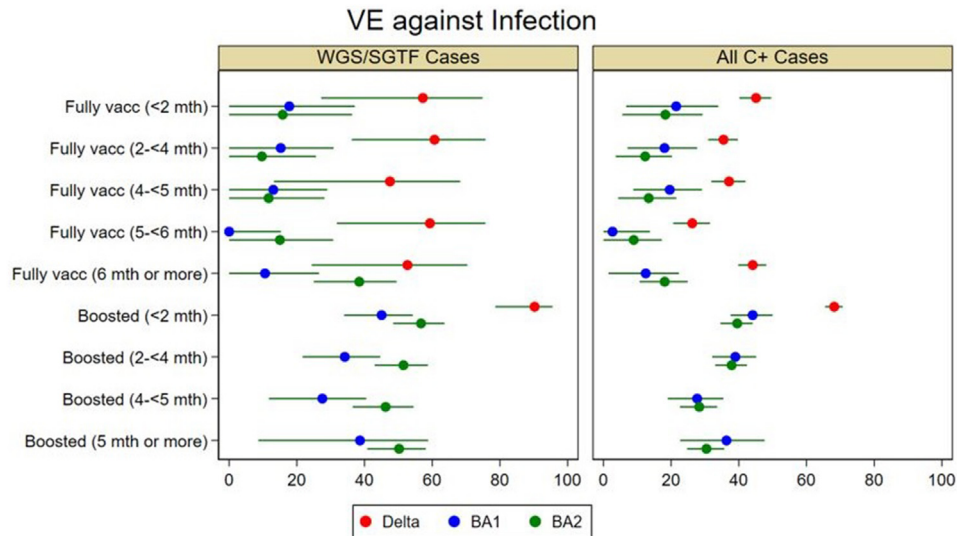 VE against Infection
WGS/SGTF Cases
All C+ Cases
Fully vacc (<2 mth)
Fully vacc (2-<4 mth)
Fully vacc (4-<5 mth)
Fully vacc (5-<6 mth)
Fully vacc (6 mth or more)
Boosted (<2 mth)
Boosted (2-<4 mth)
Boosted (4-<5 mth)
Boosted (5 mth or more)
0 20 40 60 80 100
0 20 40 60 80 100
Delta BA1 BA2